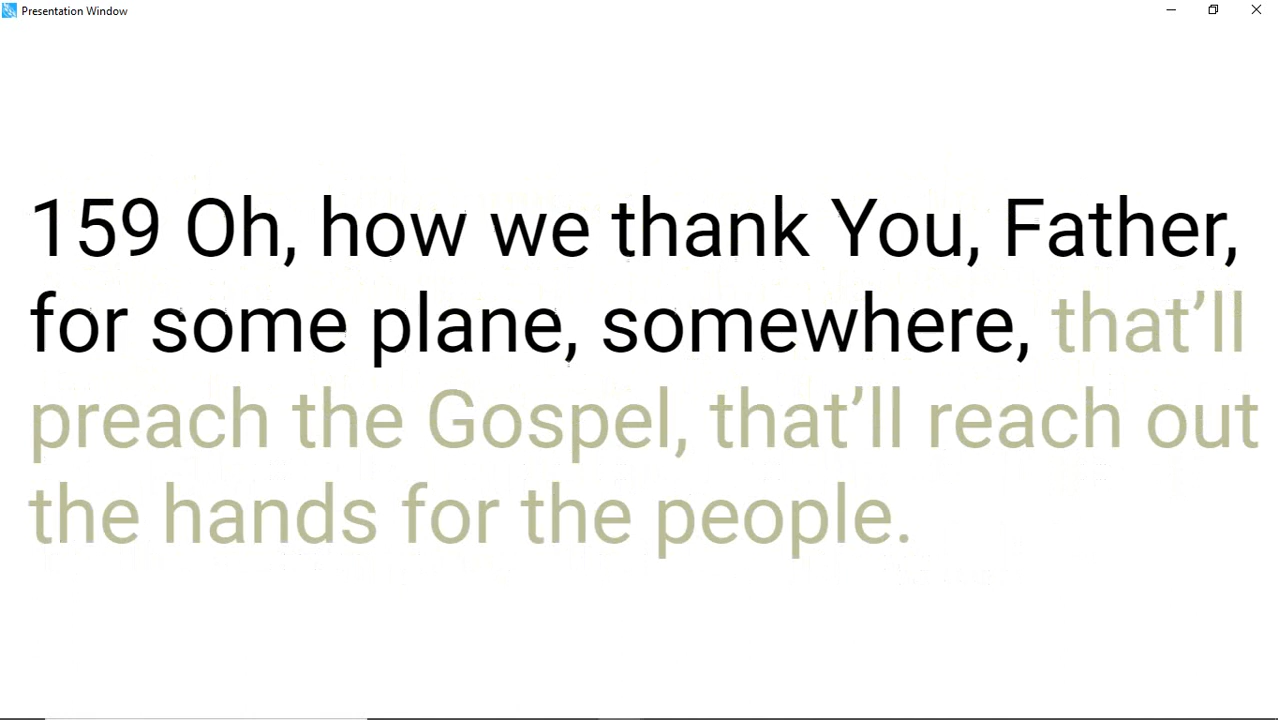 Presentation Window
159 Oh, how we thank You, Father,
for some plane, somewhere, that’ll
preach the Gospel, that’ll reach out
the hands for the people.